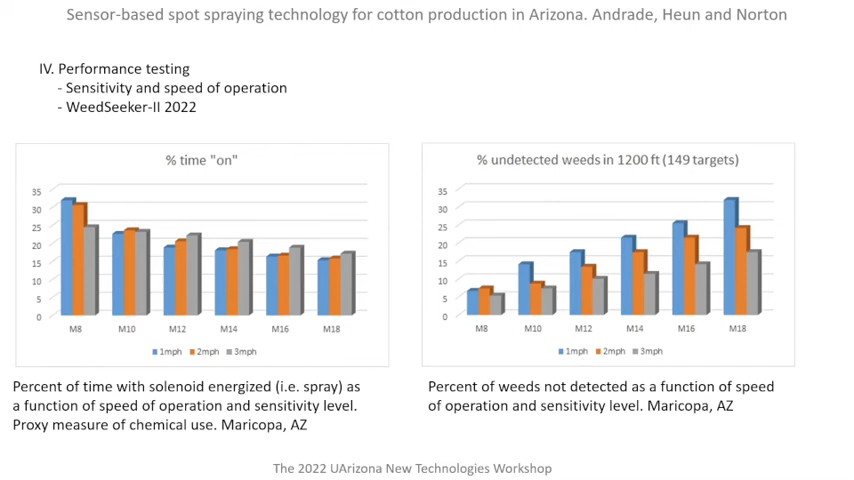 Sensor-based spot spraying technology for cotton production in Arizona. Andrade, Heun and Norton
IV. Performance testing
- Sensitivity and speed of operation
- WeedSeeker-II 2022
% time "on"
35
30
25
20
15
10
5
0
M8 M10 M12 M14 M16 M18
1mph 2mph 3mph
Percent of time with solenoid energized (i.e. spray) as
a function of speed of operation and sensitivity level.
Proxy measure of chemical use. Maricopa, AZ
% undetected weeds in 1200 ft (149 targets)
35
30
25
20
15
10
5
0
M8 M10 M12 M14 M16 M18
1mph 2mph 3mph
Percent of weeds not detected as a function of speed
of operation and sensitivity level. Maricopa, AZ
The 2022 UArizona New Technologies Workshop